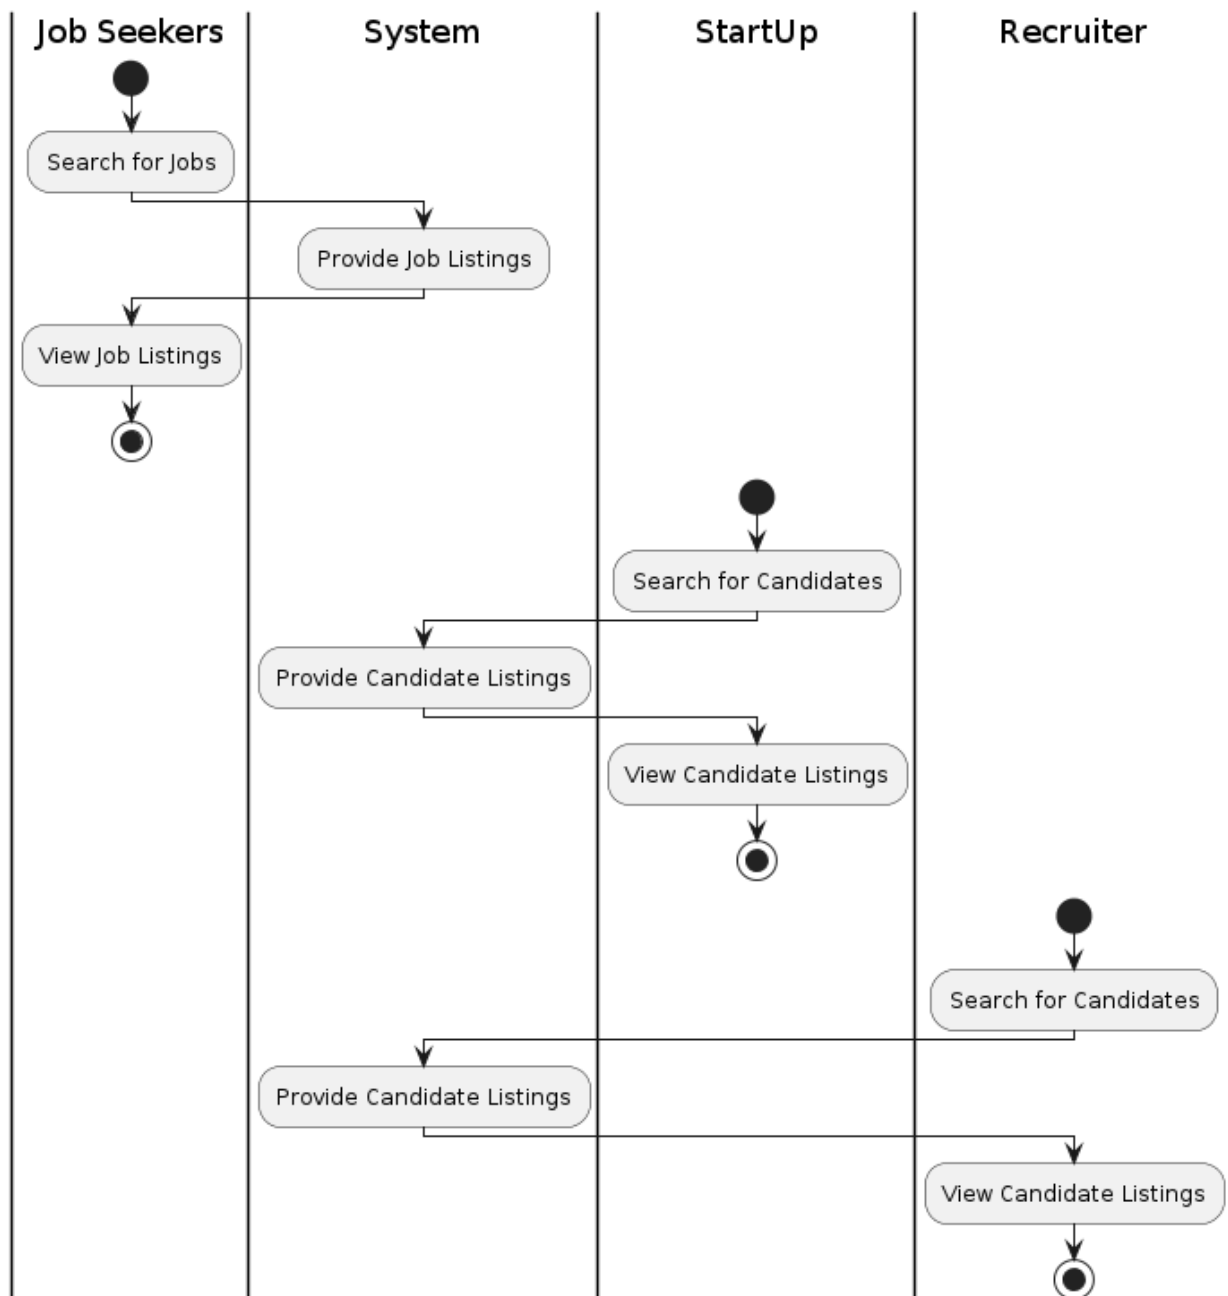 Job Seekers
System
StartUp
Recruiter
Search for Jobs
Provide Job Listings
View Job Listings
Search for Candidates
Provide Candidate Listings
View Candidate Listings
Search for Candidates
Provide Candidate Listings
View Candidate Listings